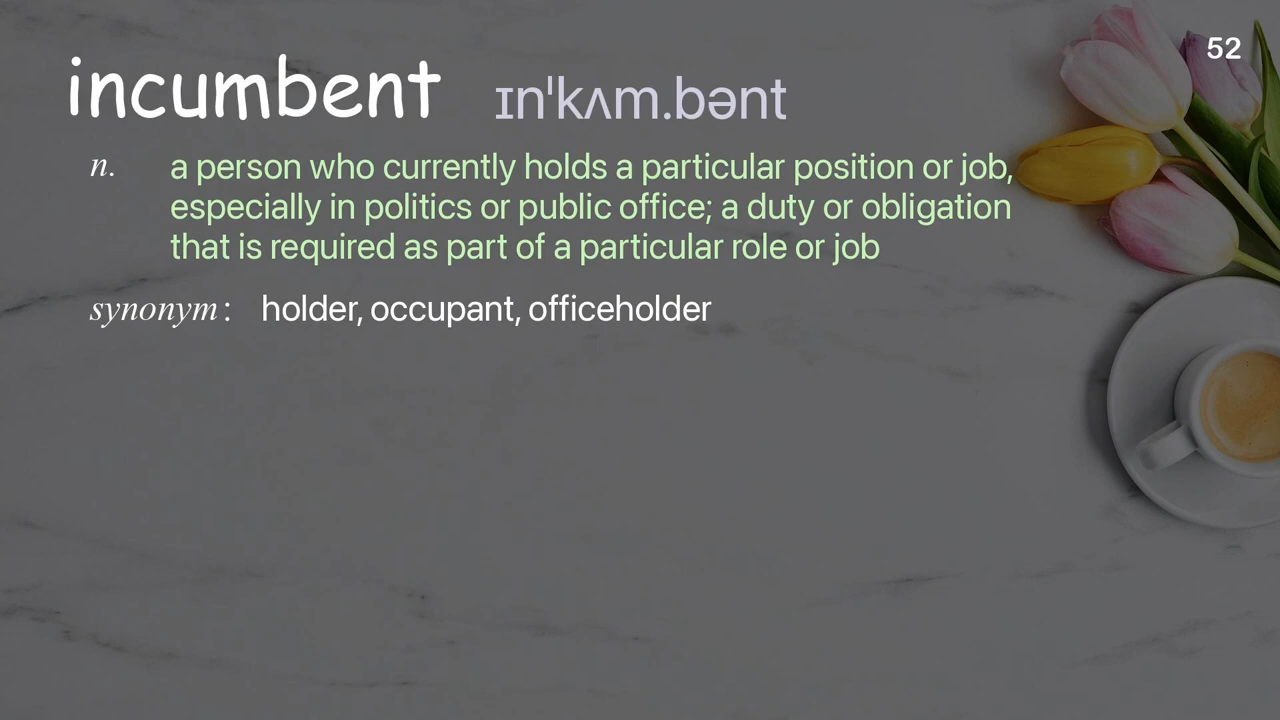 52
incumbent ɪnˈkʌm.bənt
n. a person who currently holds a particular position or job,
especially in politics or public office; a duty or obligation
that is required as part of a particular role or job
synonym: holder, occupant, officeholder